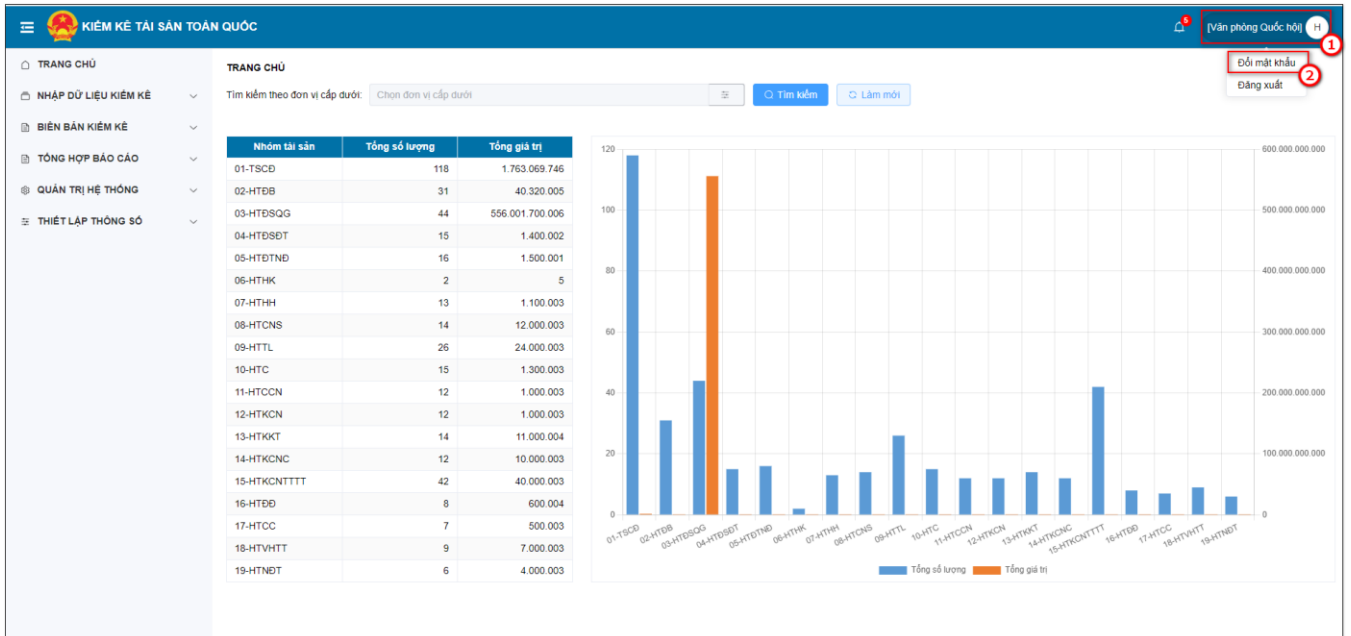 KIỂM KÊ TÀI SẢN TOÀN QUỐC
5
[Văn phòng Quốc hội] H
1
Đổi mật khẩu
2
Đăng xuất
TRANG CHỦ
NHẬP DỮ LIỆU KIỂM KÊ
BIÊN BẢN KIỂM KÊ
TỔNG HỢP BÁO CÁO
QUẢN TRỊ HỆ THỐNG
THIẾT LẬP THÔNG SỐ
TRANG CHỦ
Tìm kiếm theo đơn vị cấp dưới: Chọn đơn vị cấp dưới Tìm kiếm Làm mới
Nhóm tài sản Tổng số lượng Tổng giá trị
01-TSCĐ 118 1.763.069.746
02-HTĐB 31 40.320.005
03-HTĐSQG 44 556.001.700.006
04-HTĐSĐT 15 1.400.002
05-HTĐTNĐ 16 1.500.001
06-HTHK 2 5
07-HTHH 13 1.100.003
08-HTCNS 14 12.000.003
09-HTTL 26 24.000.003
10-HTC 15 1.300.003
11-HTCCN 12 1.000.003
12-HTKCN 12 1.000.003
13-HTKKT 14 11.000.004
14-HTKCNC 12 10.000.003
15-HTKCNTTTT 42 40.000.003
16-HTĐĐ 8 600.004
17-HTCC 7 500.003
18-HTVHTT 9 7.000.003
19-HTNĐT 6 4.000.003
120 600.000.000.000
100 500.000.000.000
80 400.000.000.000
60 300.000.000.000
40 200.000.000.000
20 100.000.000.000
0 0
01-TSCĐ 02-HTĐB 03-HTĐSQG 04-HTĐSĐT 05-HTĐTNĐ 06-HTHK 07-HTHH 08-HTCNS 09-HTTL 10-HTC 11-HTCCN 12-HTKCN 13-HTKKT 14-HTKCNC 15-HTKCNTTTT 16-HTĐĐ 17-HTCC 18-HTVHTT 19-HTNĐT
Tổng số lượng Tổng giá trị